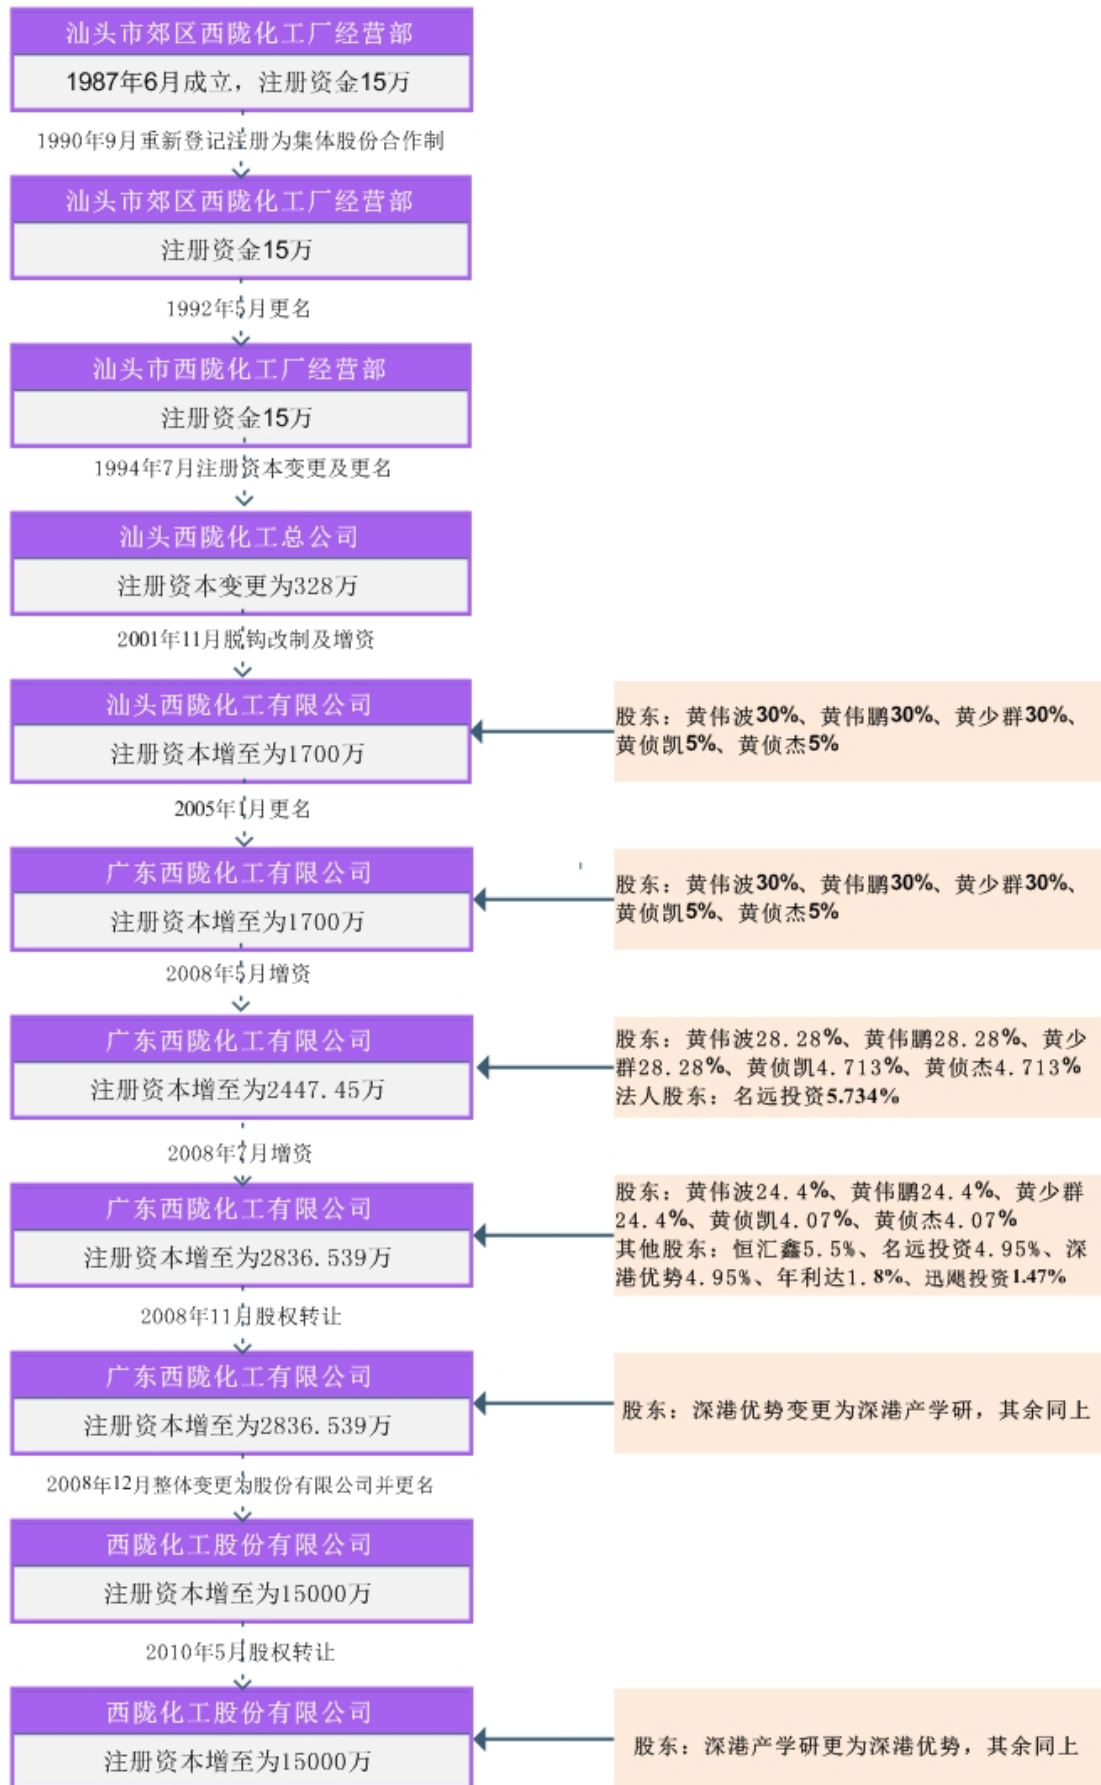 汕头市郊区西陇化工厂经营部
1987年6月成立，注册资金15万
1990年9月重新登记注册为集体股份合作制
汕头市郊区西陇化工厂经营部
注册资金15万
1992年5月更名
汕头市西陇化工厂经营部
注册资金15万
1994年7月注册资本变更及更名
汕头西陇化工总公司
注册资本变更为328万
2001年11月脱钩改制及增资
汕头西陇化工有限公司
注册资本增至为1700万
股东：黄伟波30%、黄伟鹏30%、黄少群30%、
黄侦凯5%、黄侦杰5%
2005年1月更名
广东西陇化工有限公司
注册资本增至为1700万
股东：黄伟波30%、黄伟鹏30%、黄少群30%、
黄侦凯5%、黄侦杰5%
2008年5月增资
广东西陇化工有限公司
注册资本增至为2447.45万
股东：黄伟波28.28%、黄伟鹏28.28%、黄少
群28.28%、黄侦凯4.713%、黄侦杰4.713%
法人股东：名远投资5.734%
2008年7月增资
广东西陇化工有限公司
注册资本增至为2836.539万
股东：黄伟波24.4%、黄伟鹏24.4%、黄少群
24.4%、黄侦凯4.07%、黄侦杰4.07%
其他股东：恒汇鑫5.5%、名远投资4.95%、深
港优势4.95%、年利达1.8%、迅飓投资1.47%
2008年11月股权转让
广东西陇化工有限公司
注册资本增至为2836.539万
股东：深港优势变更为深港产学研，其余同上
2008年12月整体变更为股份有限公司并更名
西陇化工股份有限公司
注册资本增至为15000万
2010年5月股权转让
西陇化工股份有限公司
注册资本增至为15000万
股东：深港产学研更为深港优势，其余同上